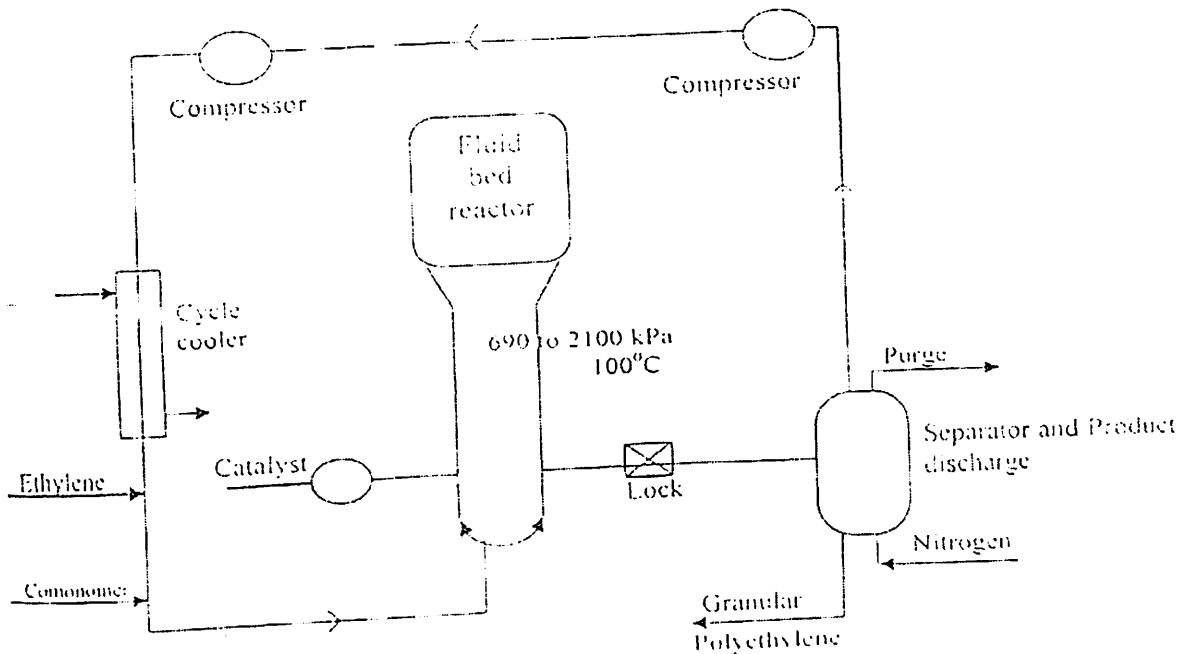 Compressor
Compressor
Fluid
bed
reactor
Cycle
cooler
690 to 2100 kPa
100°C
Purge
Separator and Product
discharge
Catalyst
Ethylene
Lock
Nitrogen
Comonomer
Granular
Polyethylene